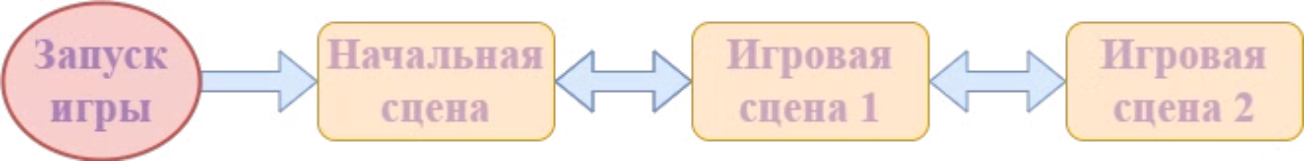 Запуск
игры
Начальная
сцена
Игровая
сцена 1
Игровая
сцена 2